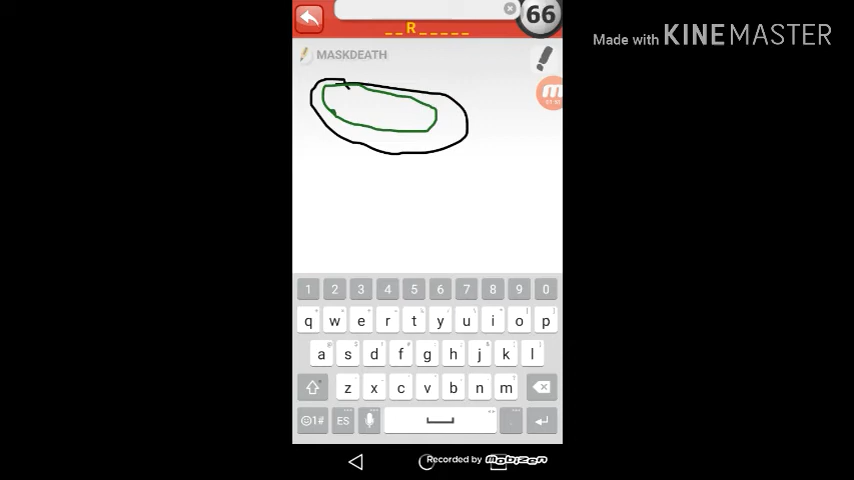 66
_ _ R _ _ _ _ _
MASKDEATH
Made with KINEMASTER
1 2 3 4 5 6 7 8 9 0
q w e r t y u i o p
a s d f g h j k l
z x c v b n m
1# ES
Recorded by mobizen